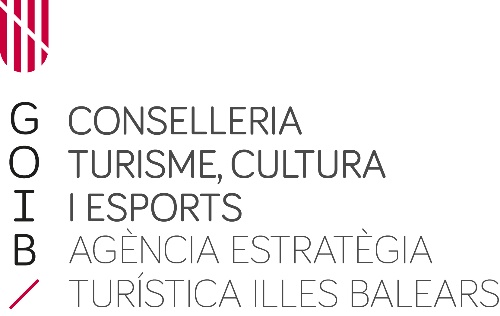 G CONSELLERIA
O TURISME, CULTURA
I I ESPORTS
B AGÈNCIA ESTRATÈGIA
/ TURÍSTICA ILLES BALEARS